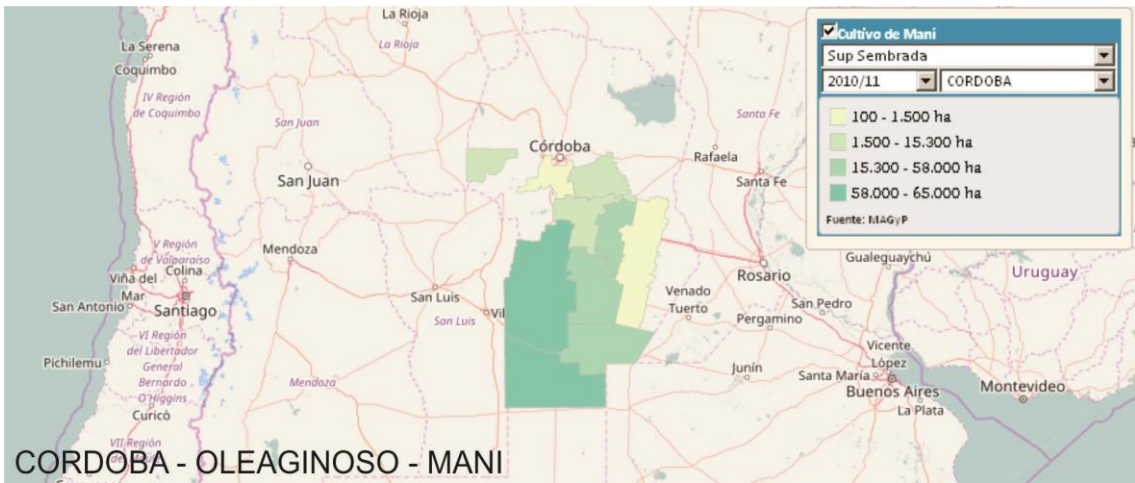 La Rioja
La Rioja
La Serena
Coquimbo
IV Región
de Coquimbo
San Juan
San Juan
Córdoba
Rafaela
Santa Fe
Santa Fe
Cultivo de Mani
Sup Sembrada
2010/11
CORDOBA
100 - 1.500 ha
1.500 - 15.300 ha
15.300 - 58.000 ha
58.000 - 65.000 ha
Fuente: MAGyP
V Región
de Valparaíso
Viña del
Mar
Colina
San Antonio
Santiago
Mendoza
San Luis
San Luis
Vil
Rosario
Gualeguaychú
Uruguay
Venado
Tuerto
San Pedro
Pergamino
VI Región
del Libertador
General
Bernardo
O'Higgins
Pichilemu
Curicó
Mendoza
Junín
Vicente
López
Santa María
Buenos Aires
La Plata
Montevideo
VII Región
CORDOBA - OLEAGINOSO - MANI